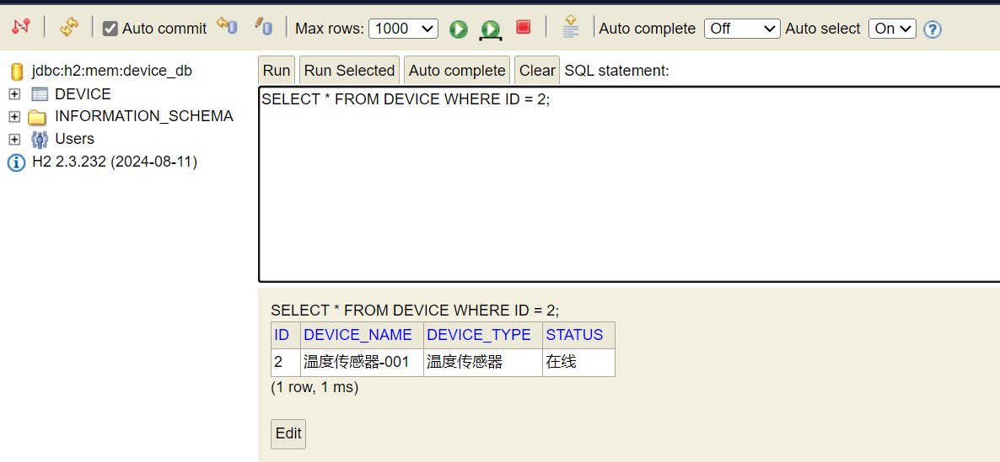 Auto commit Max rows: 1000 Auto complete Off Auto select On
jdbc:h2:mem:device_db
DEVICE
INFORMATION_SCHEMA
Users
H2 2.3.232 (2024-08-11)
Run Run Selected Auto complete Clear SQL statement:
SELECT * FROM DEVICE WHERE ID = 2;
SELECT * FROM DEVICE WHERE ID = 2;
ID DEVICE_NAME DEVICE_TYPE STATUS
2 温度传感器-001 温度传感器 在线
(1 row, 1 ms)
Edit